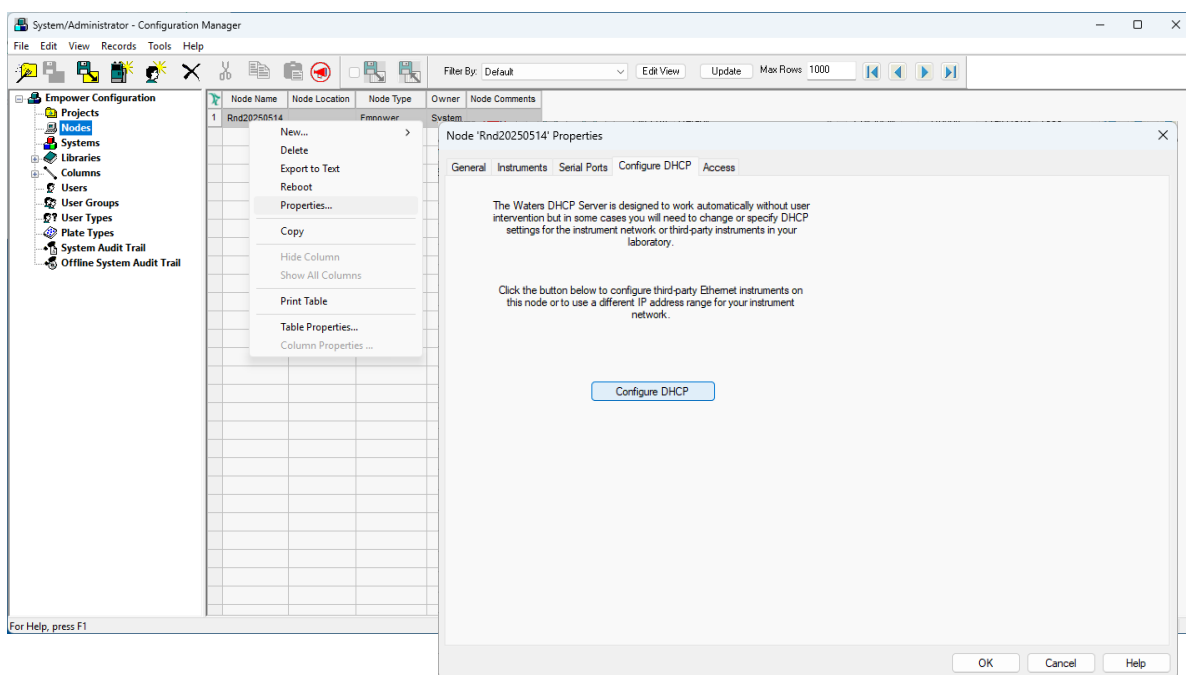 System/Administrator - Configuration Manager
File Edit View Records Tools Help
Filter By: Default Edit View Update Max Rows 1000
Empower Configuration
Projects
Nodes
Systems
Libraries
Columns
Users
User Groups
User Types
Plate Types
System Audit Trail
Offline System Audit Trail
Node Name Node Location Node Type Owner Node Comments
1 Rnd20250514 Empower System
New...
Delete
Export to Text
Reboot
Properties...
Copy
Hide Column
Show All Columns
Print Table
Table Properties...
Column Properties ...
Node 'Rnd20250514' Properties
General Instruments Serial Ports Configure DHCP Access
The Waters DHCP Server is designed to work automatically without user
intervention but in some cases you will need to change or specify DHCP
settings for the instrument network or third-party instruments in your
laboratory.
Click the button below to configure third-party Ethernet instruments on
this node or to use a different IP address range for your instrument
network.
Configure DHCP
OK Cancel Help
For Help, press F1